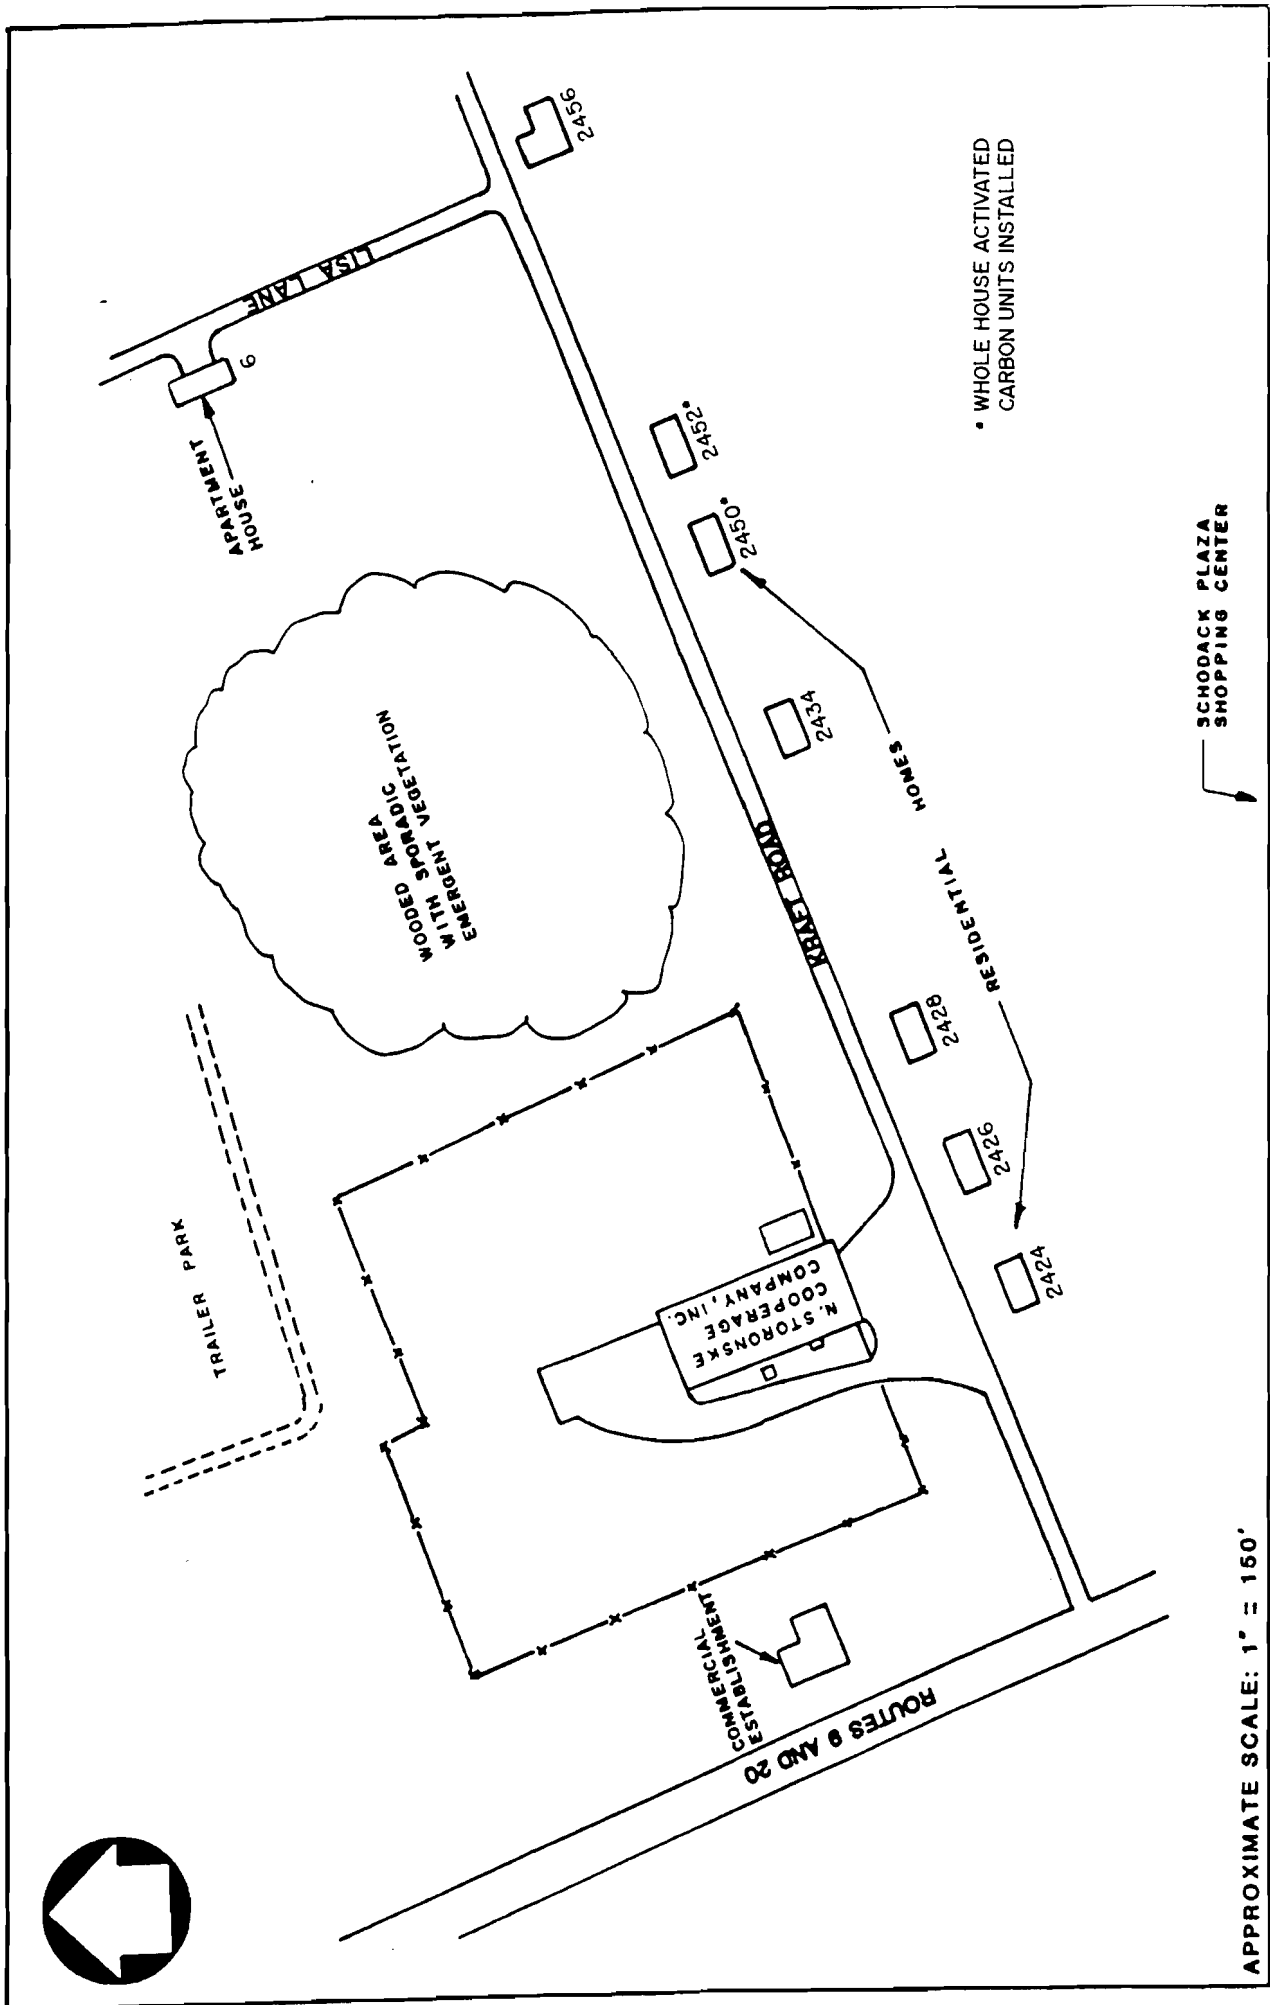 TRAILER PARK
APARTMENT
HOUSE
6
LISA LANE
2456
WOODED AREA
WITH SPORADIC
EMERGENT VEGETATION
2452•
2450•
2434
KRAFT ROAD
2428
2426
2424
RESIDENTIAL HOMES
• WHOLE HOUSE ACTIVATED
CARBON UNITS INSTALLED
N. STORONSKE
COOPERAGE
COMPANY, INC.
COMMERCIAL
ESTABLISHMENT
ROUTES 9 AND 20
SCHODACK PLAZA
SHOPPING CENTER
APPROXIMATE SCALE: 1" = 150'